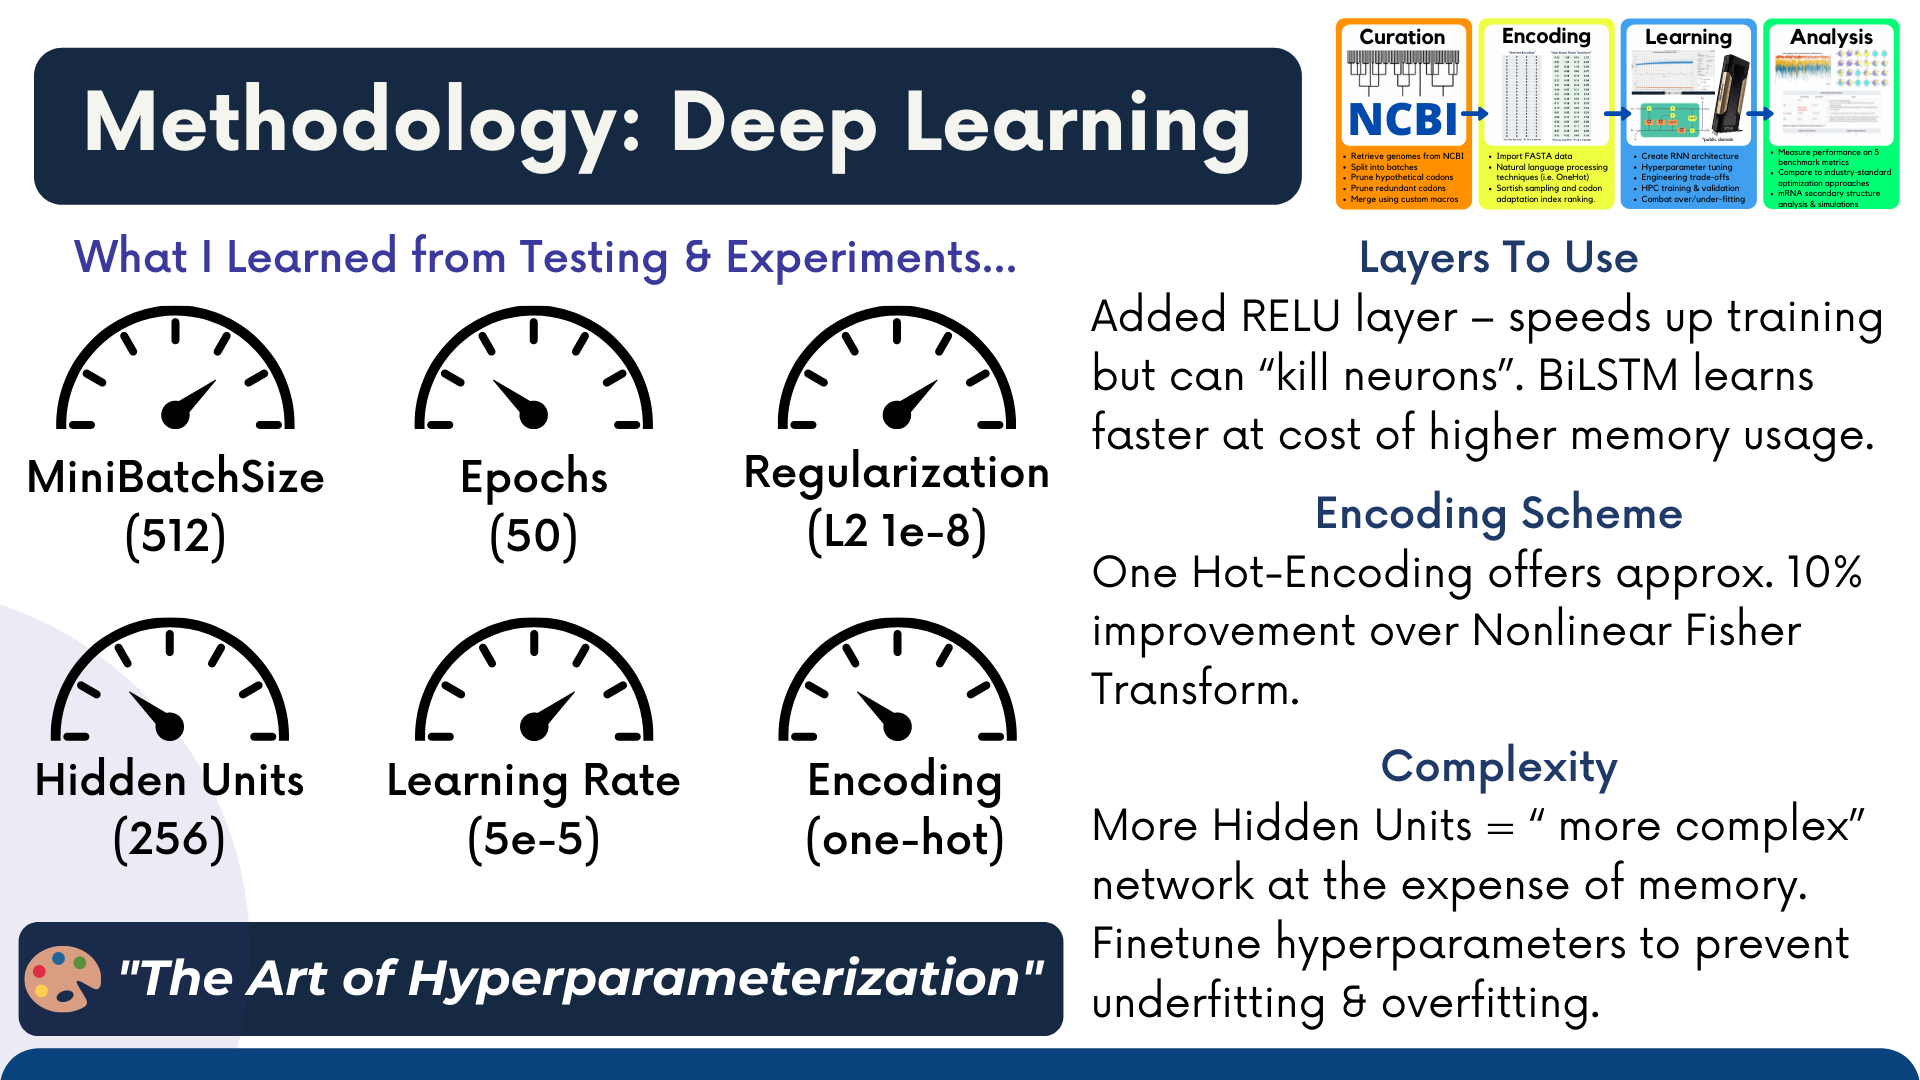 Methodology: Deep Learning
Curation
NCBI
• Retrieve genomes from NCBI
• Split into batches
• Prune hypothetical codons
• Prune redundant codons
• Merge using custom macros
Encoding
• Import FASTA data
• Natural language processing
techniques (i.e. OneHot)
• Sortish sampling and codon
adaptation index ranking.
Learning
*public domain
• Create RNN architecture
• Hyperparameter tuning
• Engineering trade-offs
• HPC training & validation
• Combat over/under-fitting
Analysis
• Measure performance on 5
benchmark metrics
• Compare to industry-standard
optimization approaches
• mRNA secondary structure
analysis & simulations
What I Learned from Testing & Experiments...
MiniBatchSize
(512)
Epochs
(50)
Regularization
(L2 1e-8)
Hidden Units
(256)
Learning Rate
(5e-5)
Encoding
(one-hot)
"The Art of Hyperparameterization"
Layers To Use
Added RELU layer – speeds up training
but can “kill neurons”. BiLSTM learns
faster at cost of higher memory usage.
Encoding Scheme
One Hot-Encoding offers approx. 10%
improvement over Nonlinear Fisher
Transform.
Complexity
More Hidden Units = “ more complex”
network at the expense of memory.
Finetune hyperparameters to prevent
underfitting & overfitting.